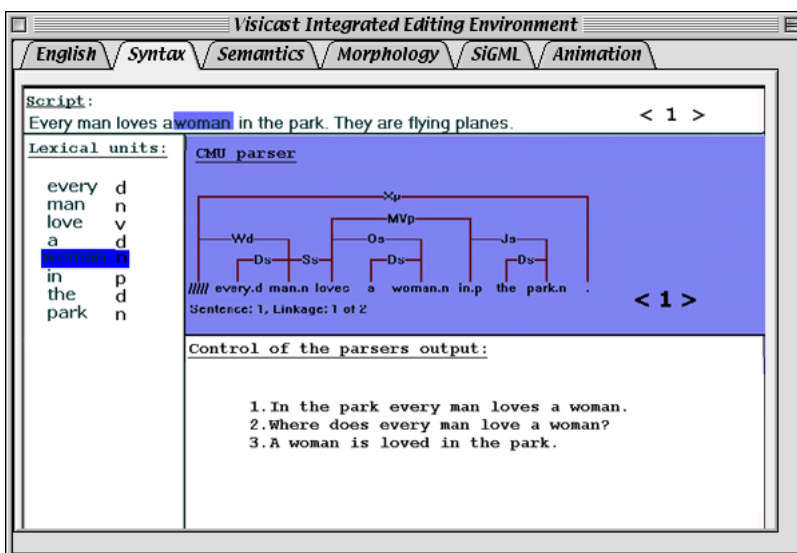 Visicast Integrated Editing Environment
English Syntax Semantics Morphology SiGML Animation
Script:
< 1 >
Every man loves a woman in the park. They are flying planes.
Lexical units:
every d
man n
love v
a d
woman n
in p
the d
park n
CMU parser
Xp
MVp
Wd Os Js
Ds Ss Ds Ds
///// every.d man.n loves a woman.n in.p the park.n .
Sentence: 1, Linkage: 1 of 2
< 1 >
Control of the parsers output:
1.In the park every man loves a woman.
2.Where does every man love a woman?
3.A woman is loved in the park.